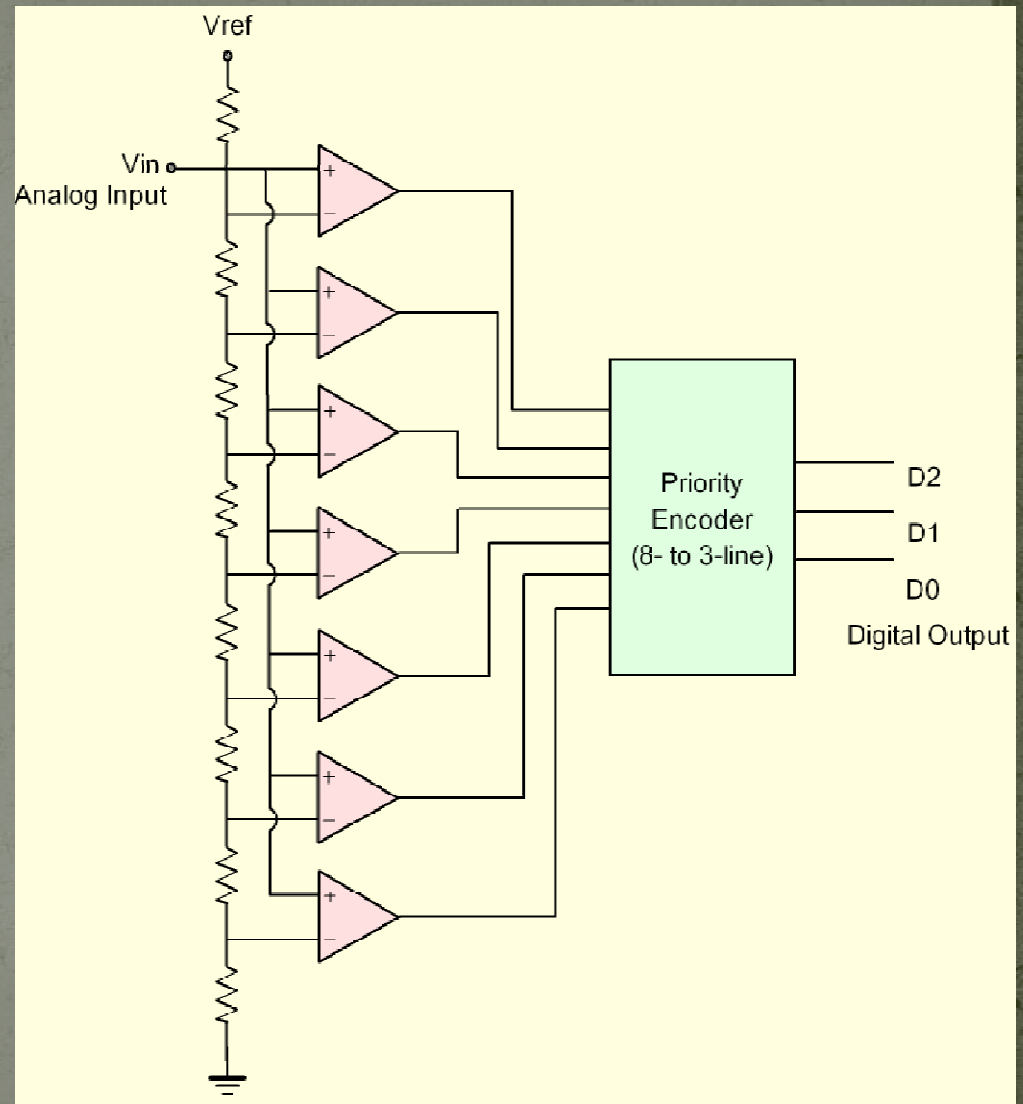 Vref
Vin
Analog Input
+
−
+
−
+
−
+
−
+
−
+
−
+
−
Priority
Encoder
(8- to 3-line)
D2
D1
D0
Digital Output